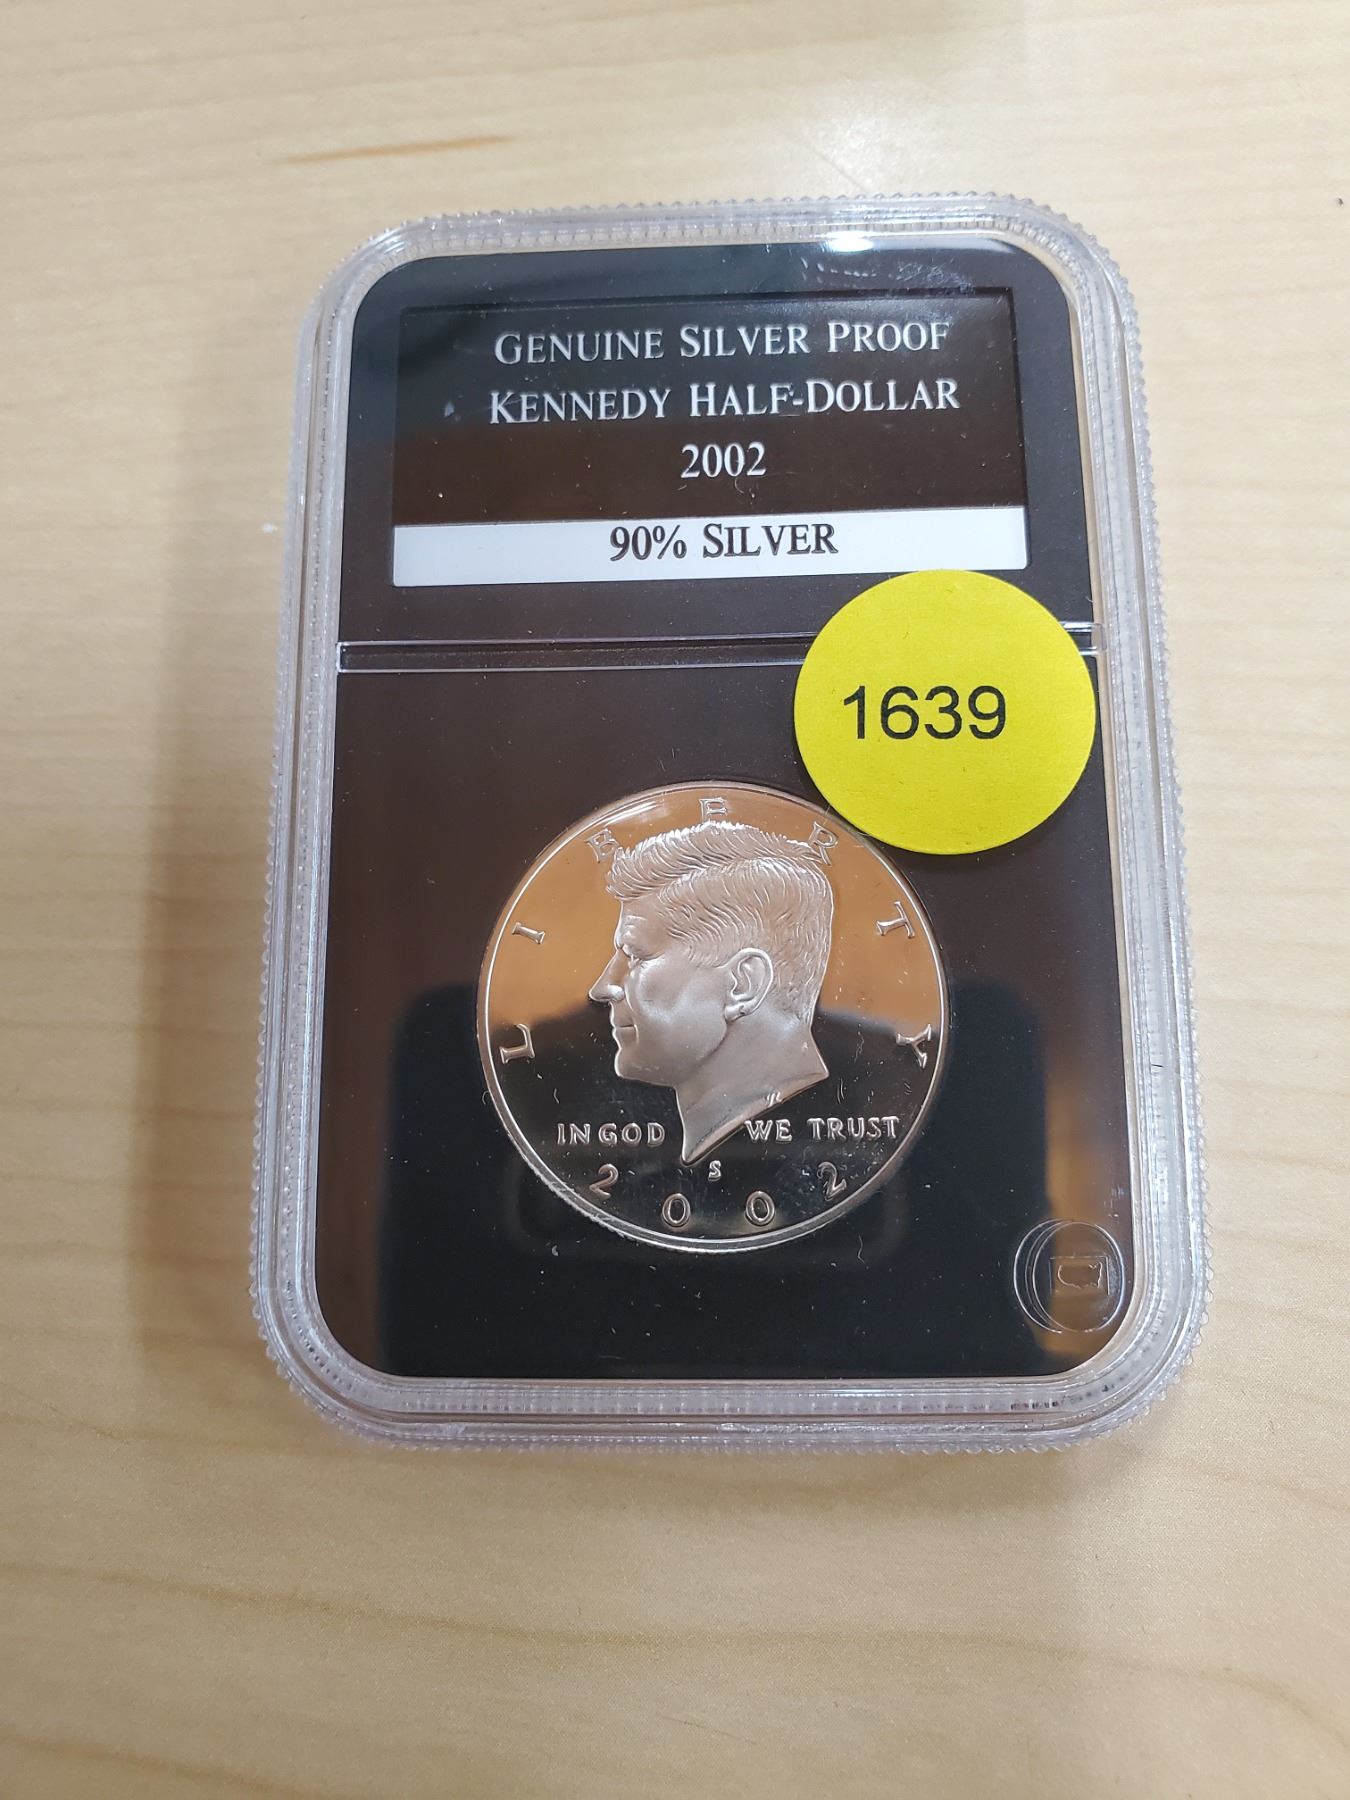 GENUINE SILVER PROOF
KENNEDY HALF-DOLLAR
2002
90% SILVER
1639
LIBERTY
IN GOD WE TRUST
S
2002